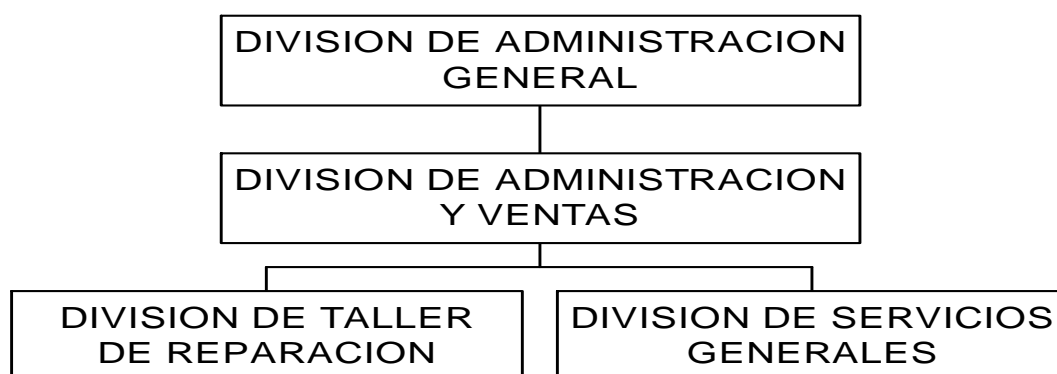 DIVISION DE ADMINISTRACION
GENERAL
DIVISION DE ADMINISTRACION
Y VENTAS
DIVISION DE TALLER
DE REPARACION
DIVISION DE SERVICIOS
GENERALES